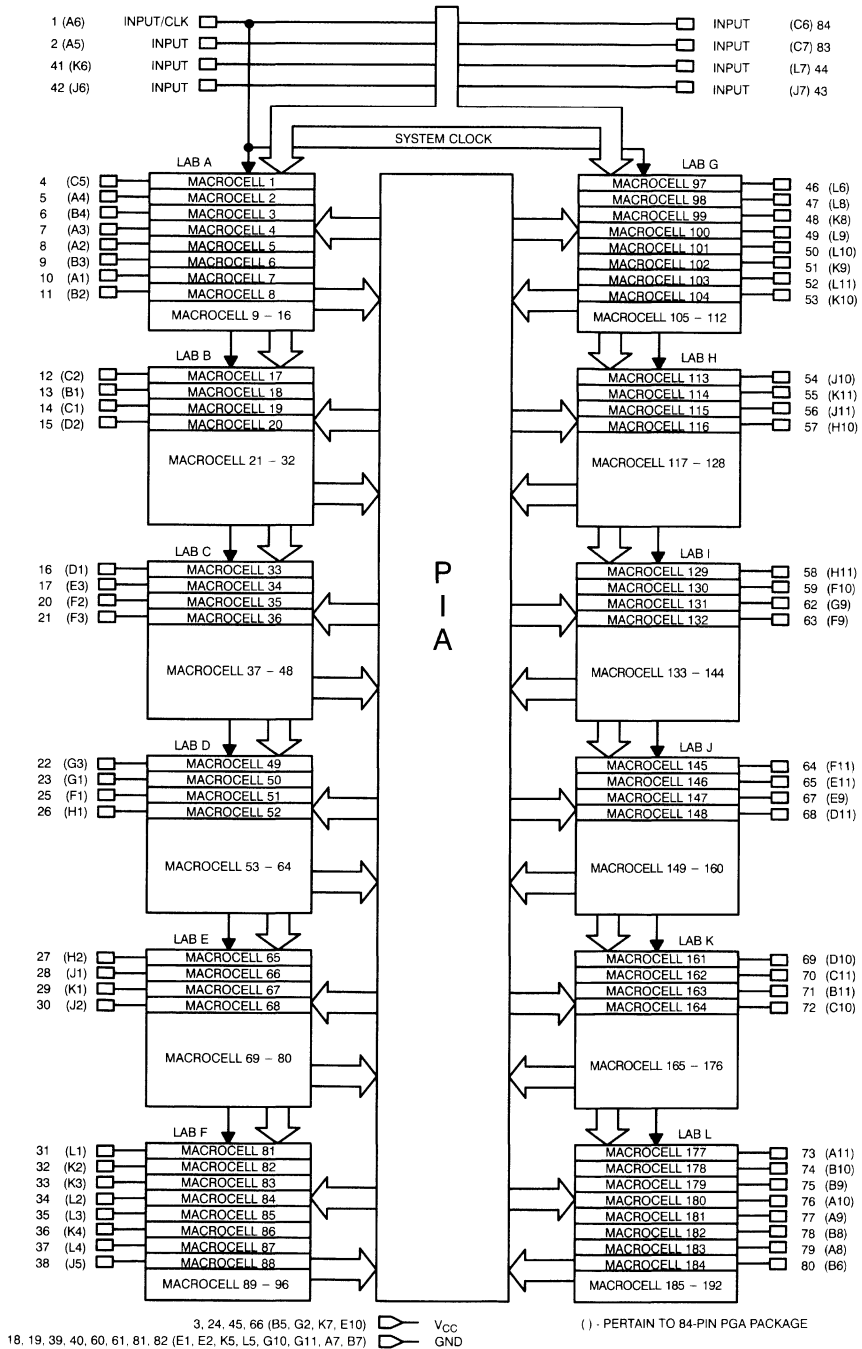 1 (A6) INPUT/CLK INPUT (C6) 84
2 (A5) INPUT INPUT (C7) 83
41 (K6) INPUT INPUT (L7) 44
42 (J6) INPUT INPUT (J7) 43
SYSTEM CLOCK
LAB A
4 (C5) MACROCELL 1
5 (A4) MACROCELL 2
6 (B4) MACROCELL 3
7 (A3) MACROCELL 4
8 (A2) MACROCELL 5
9 (B3) MACROCELL 6
10 (A1) MACROCELL 7
11 (B2) MACROCELL 8
MACROCELL 9 – 16
LAB B
12 (C2) MACROCELL 17
13 (B1) MACROCELL 18
14 (C1) MACROCELL 19
15 (D2) MACROCELL 20
MACROCELL 21 – 32
LAB C
16 (D1) MACROCELL 33
17 (E3) MACROCELL 34
20 (F2) MACROCELL 35
21 (F3) MACROCELL 36
MACROCELL 37 – 48
LAB D
22 (G3) MACROCELL 49
23 (G1) MACROCELL 50
25 (F1) MACROCELL 51
26 (H1) MACROCELL 52
MACROCELL 53 – 64
LAB E
27 (H2) MACROCELL 65
28 (J1) MACROCELL 66
29 (K1) MACROCELL 67
30 (J2) MACROCELL 68
MACROCELL 69 – 80
LAB F
31 (L1) MACROCELL 81
32 (K2) MACROCELL 82
33 (K3) MACROCELL 83
34 (L2) MACROCELL 84
35 (L3) MACROCELL 85
36 (K4) MACROCELL 86
37 (L4) MACROCELL 87
38 (J5) MACROCELL 88
MACROCELL 89 – 96
P
I
A
LAB G
MACROCELL 97 46 (L6)
MACROCELL 98 47 (L8)
MACROCELL 99 48 (K8)
MACROCELL 100 49 (L9)
MACROCELL 101 50 (L10)
MACROCELL 102 51 (K9)
MACROCELL 103 52 (L11)
MACROCELL 104 53 (K10)
MACROCELL 105 – 112
LAB H
MACROCELL 113 54 (J10)
MACROCELL 114 55 (K11)
MACROCELL 115 56 (J11)
MACROCELL 116 57 (H10)
MACROCELL 117 – 128
LAB I
MACROCELL 129 58 (H11)
MACROCELL 130 59 (F10)
MACROCELL 131 62 (G9)
MACROCELL 132 63 (F9)
MACROCELL 133 – 144
LAB J
MACROCELL 145 64 (F11)
MACROCELL 146 65 (E11)
MACROCELL 147 67 (E9)
MACROCELL 148 68 (D11)
MACROCELL 149 – 160
LAB K
MACROCELL 161 69 (D10)
MACROCELL 162 70 (C11)
MACROCELL 163 71 (B11)
MACROCELL 164 72 (C10)
MACROCELL 165 – 176
LAB L
MACROCELL 177 73 (A11)
MACROCELL 178 74 (B10)
MACROCELL 179 75 (B9)
MACROCELL 180 76 (A10)
MACROCELL 181 77 (A9)
MACROCELL 182 78 (B8)
MACROCELL 183 79 (A8)
MACROCELL 184 80 (B6)
MACROCELL 185 – 192
3, 24, 45, 66 (B5, G2, K7, E10) VCC
18, 19, 39, 40, 60, 61, 81, 82 (E1, E2, K5, L5, G10, G11, A7, B7) GND
( ) - PERTAIN TO 84-PIN PGA PACKAGE